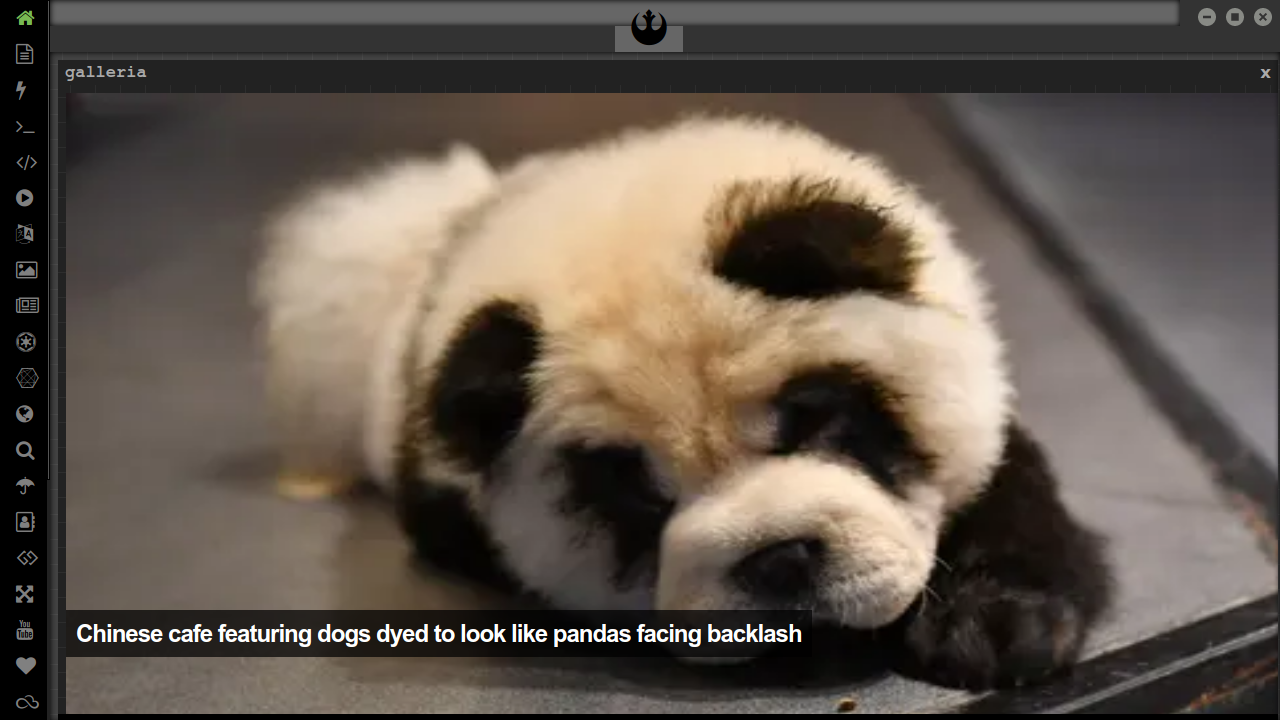 galleria
x
Chinese cafe featuring dogs dyed to look like pandas facing backlash
You
Tube